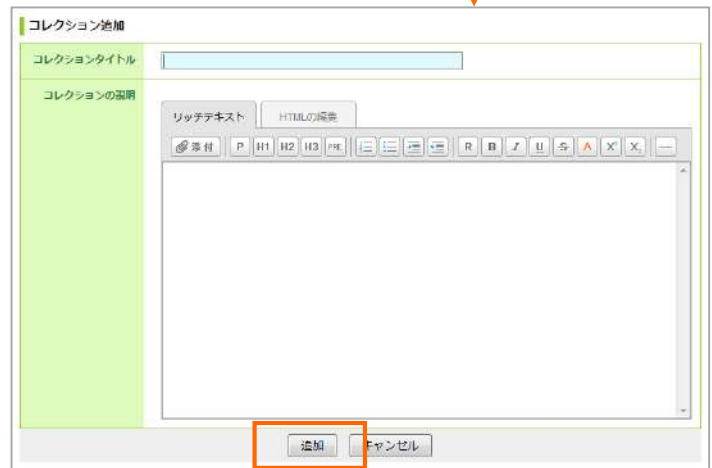 コレクション追加
コレクションタイトル
コレクションの説明
リッチテキスト HTMLの編集
添付 P H1 H2 H3 PRE R B I U S A X° X, —
追加 キャンセル